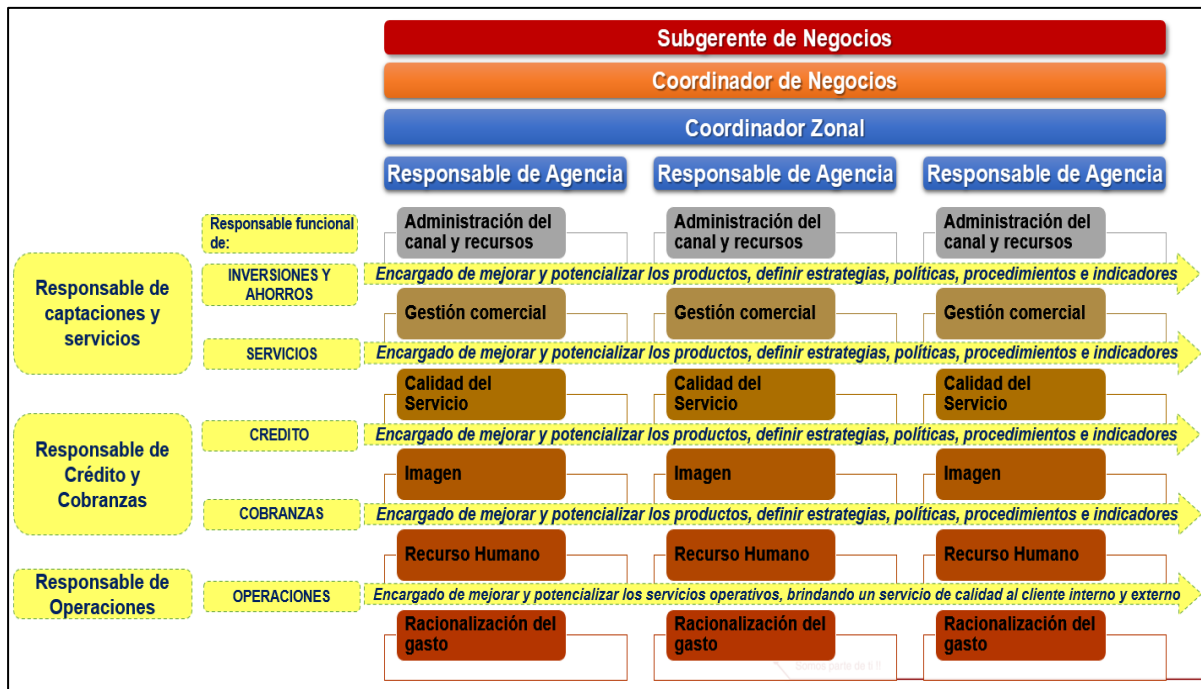 Subgerente de Negocios
Coordinador de Negocios
Coordinador Zonal
Responsable de Agencia
Responsable de Agencia
Responsable de Agencia
Responsable funcional
de:
Administración del
canal y recursos
Administración del
canal y recursos
Administración del
canal y recursos
Responsable de
captaciones y
servicios
INVERSIONES Y
AHORROS
Encargado de mejorar y potencializar los productos, definir estrategias, políticas, procedimientos e indicadores
Gestión comercial
Gestión comercial
Gestión comercial
SERVICIOS
Encargado de mejorar y potencializar los productos, definir estrategias, políticas, procedimientos e indicadores
Calidad del
Servicio
Calidad del
Servicio
Calidad del
Servicio
Responsable de
Crédito y
Cobranzas
CREDITO
Encargado de mejorar y potencializar los productos, definir estrategias, políticas, procedimientos e indicadores
Imagen
Imagen
Imagen
COBRANZAS
Encargado de mejorar y potencializar los productos, definir estrategias, políticas, procedimientos e indicadores
Recurso Humano
Recurso Humano
Recurso Humano
Responsable de
Operaciones
OPERACIONES
Encargado de mejorar y potencializar los servicios operativos, brindando un servicio de calidad al cliente interno y externo
Racionalización del
gasto
Racionalización del
gasto
Racionalización del
gasto
Somos parte de ti !!